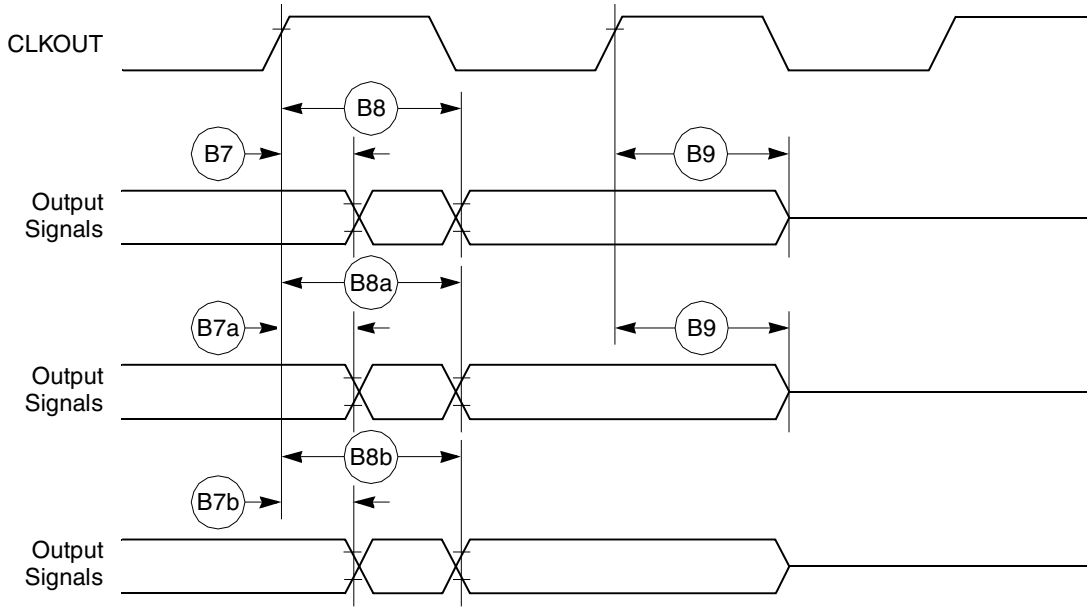 CLKOUT
B8
B7
B9
Output
Signals
B8a
B7a
B9
Output
Signals
B8b
B7b
Output
Signals